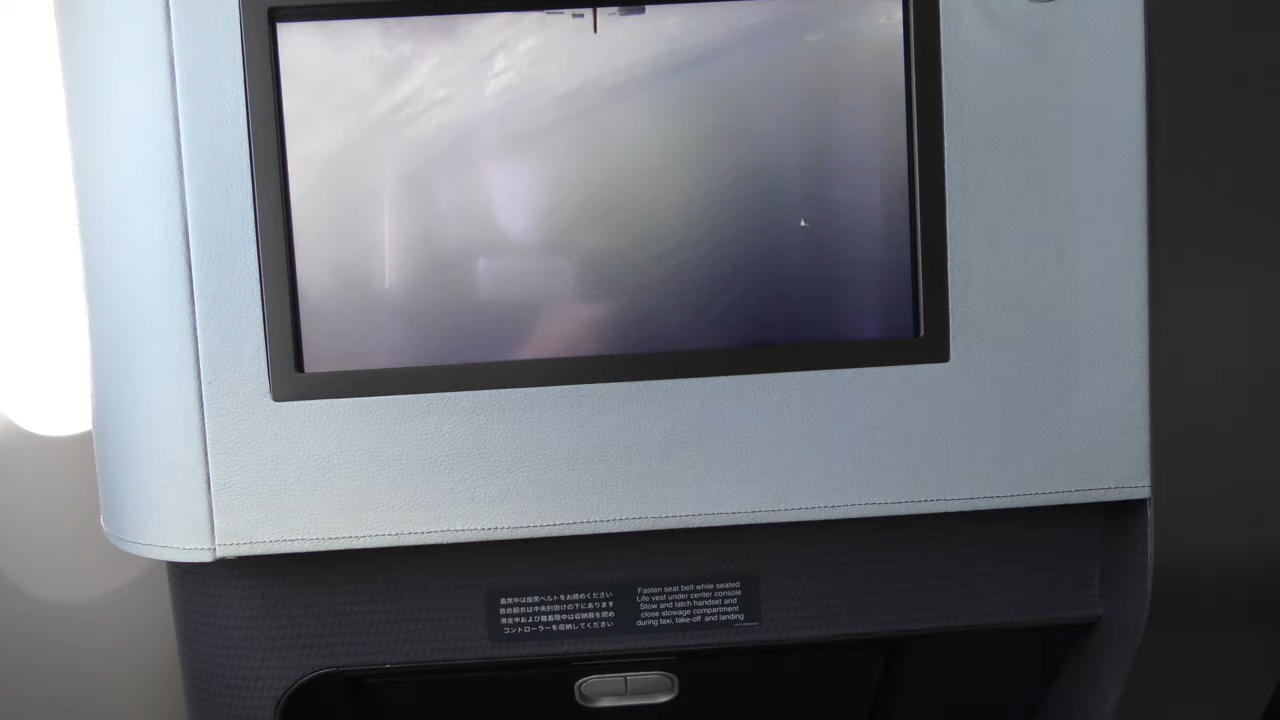 着席中は座席ベルトをお締めください
救命胴衣は中央肘掛けの下にあります
滑走中および離着陸中は収納扉を閉め
コントローラーを収納してください
Fasten seat belt while seated
Life vest under center console
Stow and latch handset and
close stowage compartment
during taxi, take-off and landing